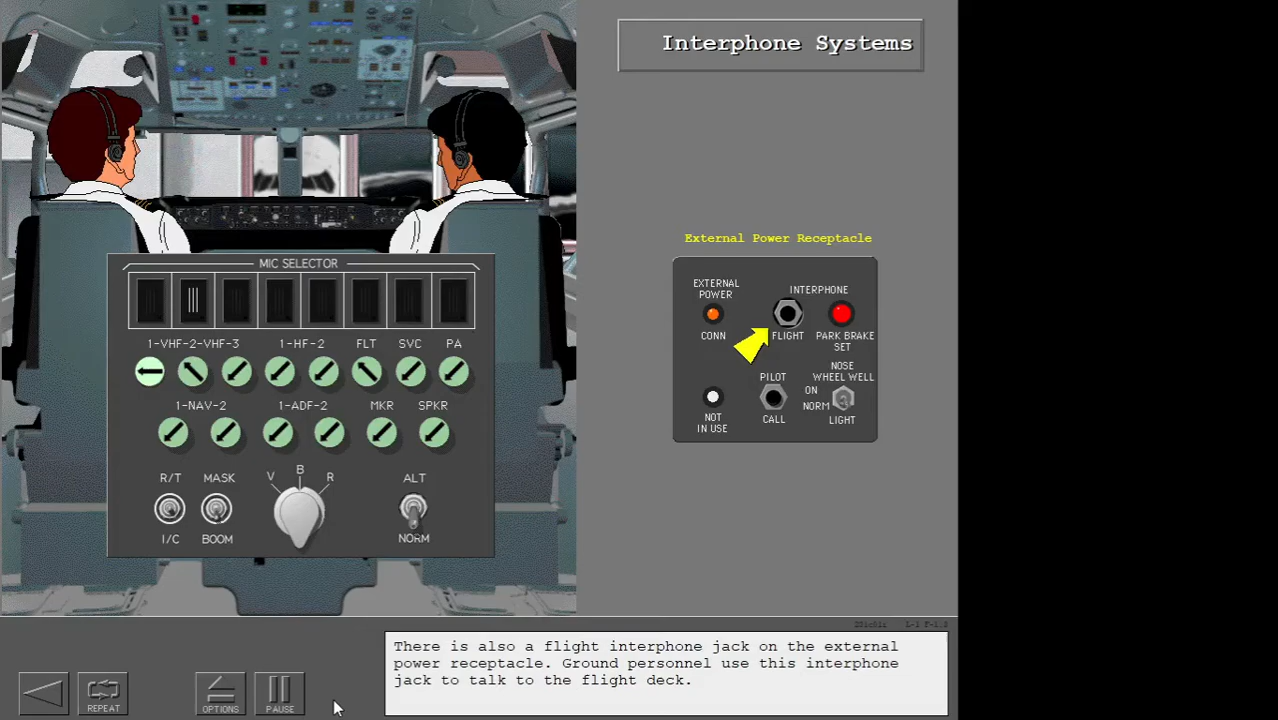 Interphone Systems
External Power Receptacle
EXTERNAL
POWER
INTERPHONE
CONN
FLIGHT
PARK BRAKE
SET
NOSE
WHEEL WELL
PILOT
ON
NORM
NOT
IN USE
CALL
LIGHT
MIC SELECTOR
1-VHF-2-VHF-3
1-HF-2
FLT
SVC
PA
1-NAV-2
1-ADF-2
MKR
SPKR
R/T
MASK
V
B
R
ALT
I/C
BOOM
NORM
There is also a flight interphone jack on the external
power receptacle. Ground personnel use this interphone
jack to talk to the flight deck.
REPEAT
OPTIONS
PAUSE